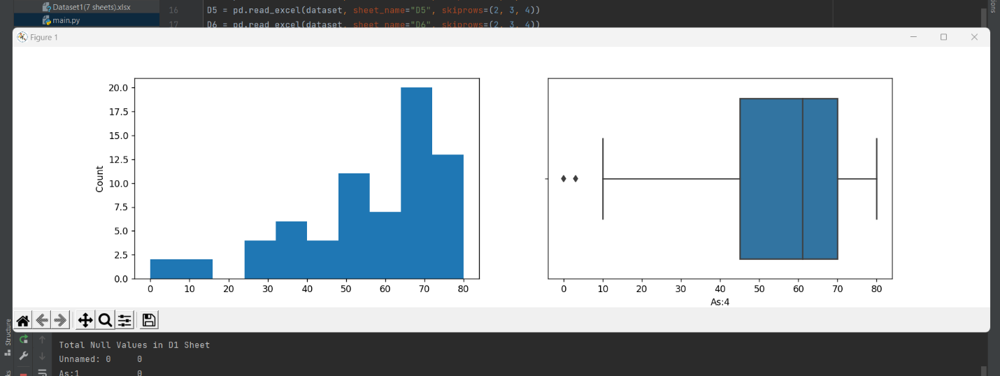 Dataset1(7 sheets).xlsx
main.py
16 D5 = pd.read_excel(dataset, sheet_name="D5", skiprows=(2, 3, 4))
17 D6 = pd.read_excel(dataset, sheet_name="D6", skiprows=(2, 3, 4))
Figure 1
20.0
17.5
15.0
12.5
10.0
7.5
5.0
2.5
0.0
Count
0 10 20 30 40 50 60 70 80
0 10 20 30 40 50 60 70 80
As:4
Structure
Total Null Values in D1 Sheet
Unnamed: 0 0
As:1 0